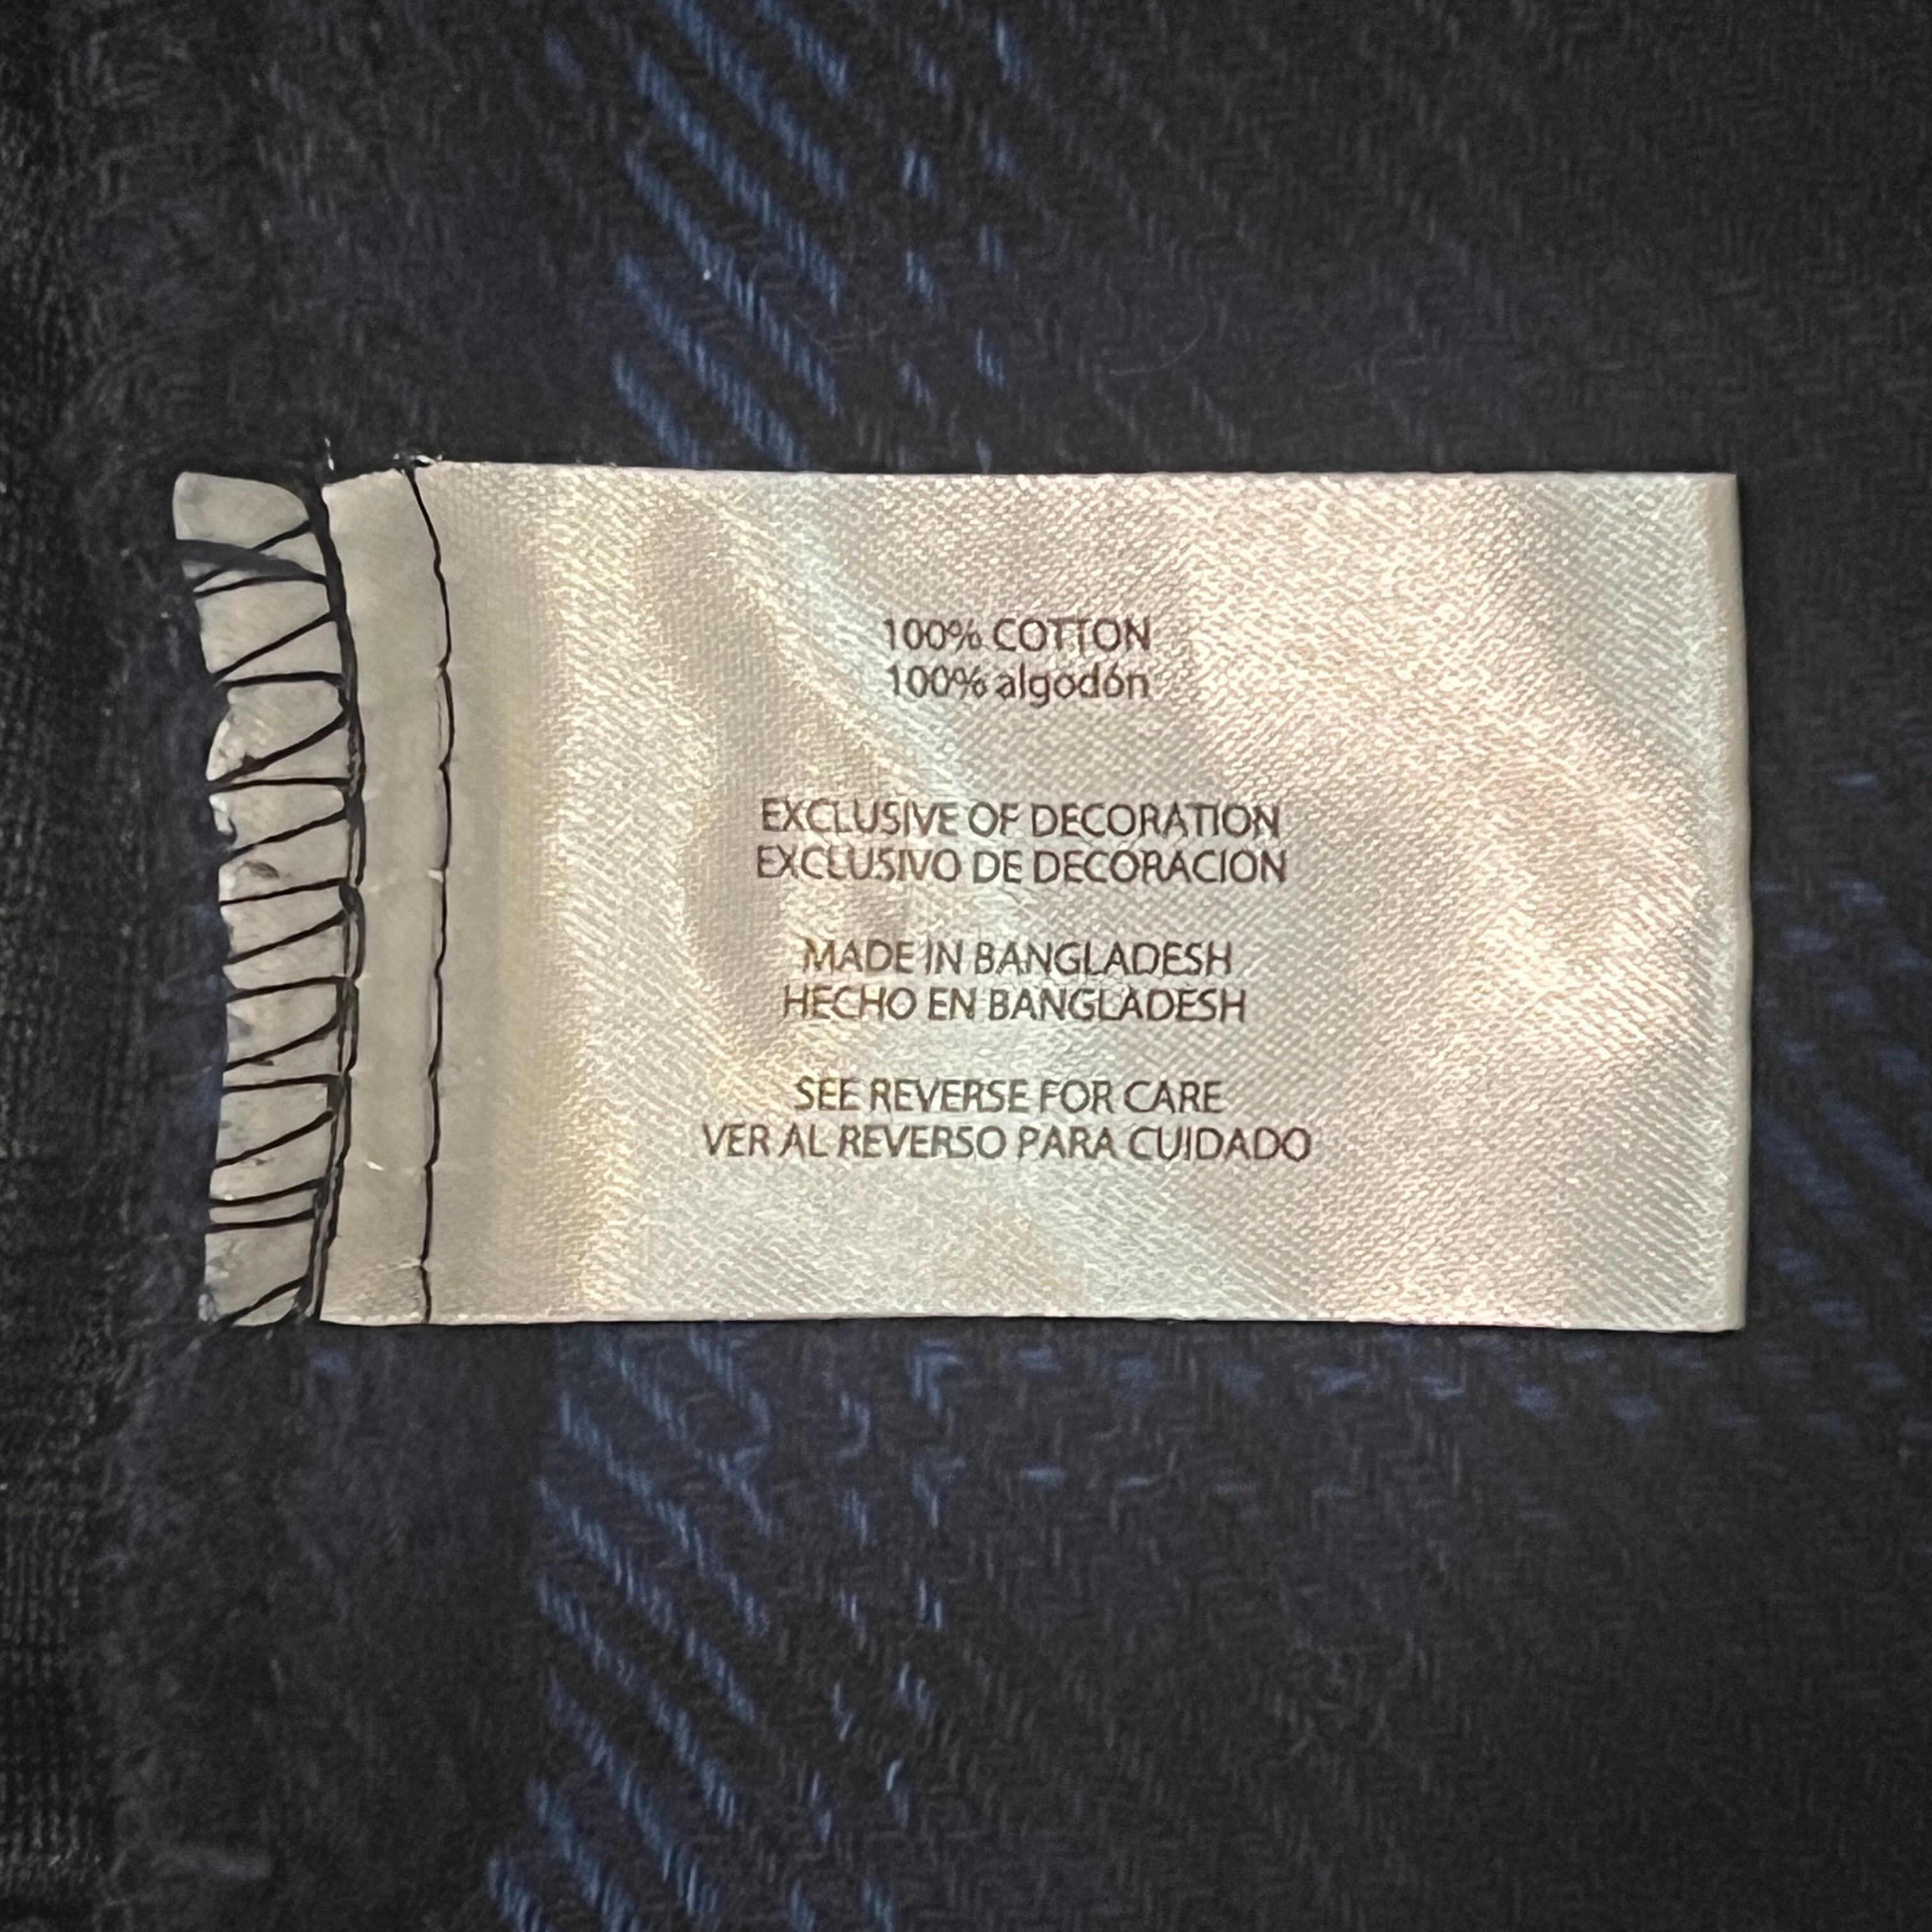 100% COTTON
100% algodón
EXCLUSIVE OF DECORATION
EXCLUSIVO DE DECORACION
MADE IN BANGLADESH
HECHO EN BANGLADESH
SEE REVERSE FOR CARE
VER AL REVERSO PARA CUIDADO